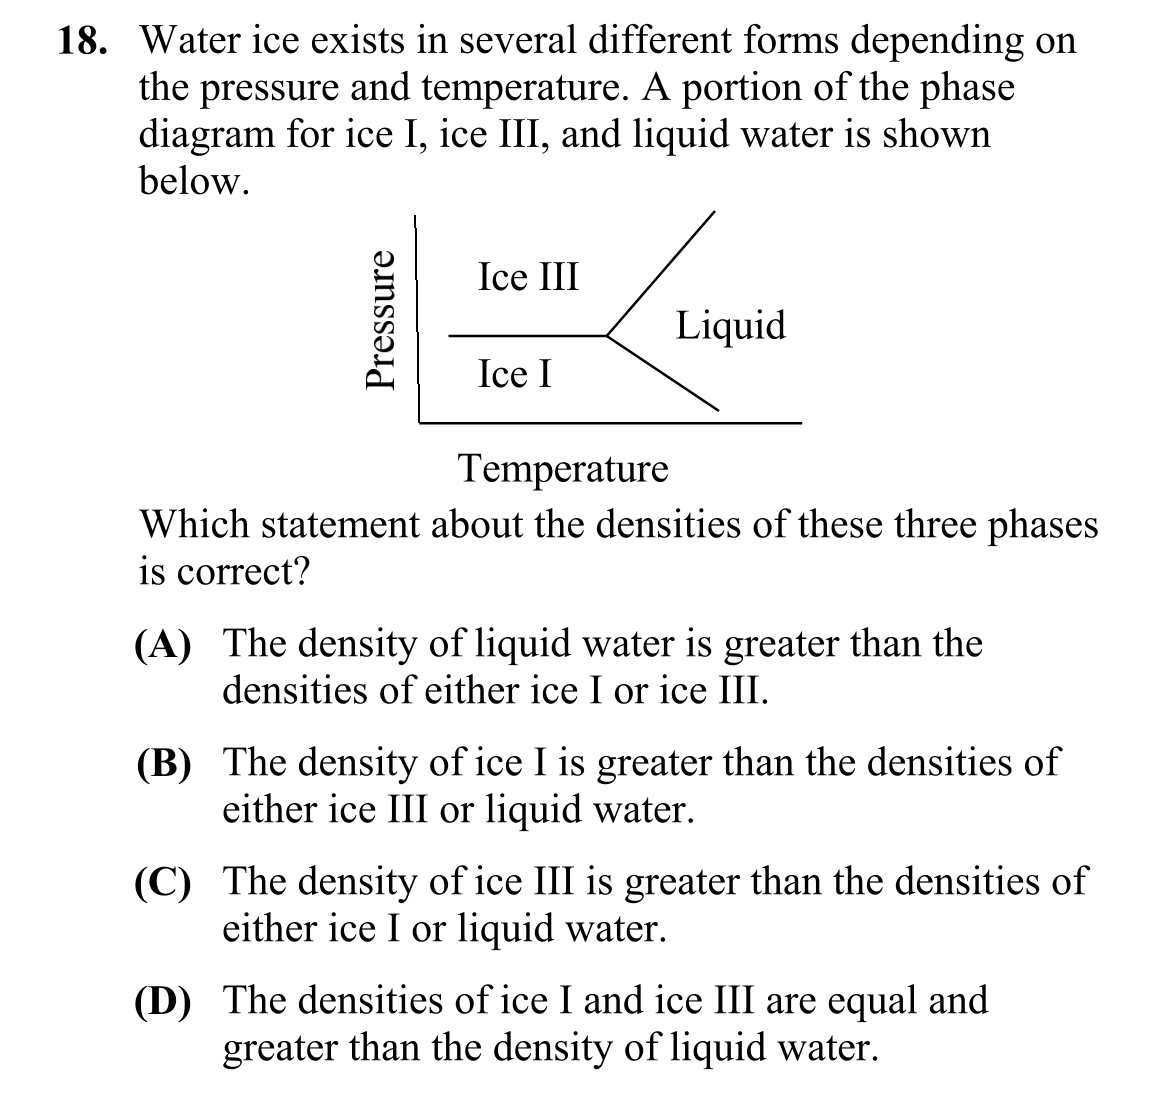 18. Water ice exists in several different forms depending on
the pressure and temperature. A portion of the phase
diagram for ice I, ice III, and liquid water is shown
below.
Pressure
Ice III
Liquid
Ice I
Temperature
Which statement about the densities of these three phases
is correct?
(A) The density of liquid water is greater than the
densities of either ice I or ice III.
(B) The density of ice I is greater than the densities of
either ice III or liquid water.
(C) The density of ice III is greater than the densities of
either ice I or liquid water.
(D) The densities of ice I and ice III are equal and
greater than the density of liquid water.